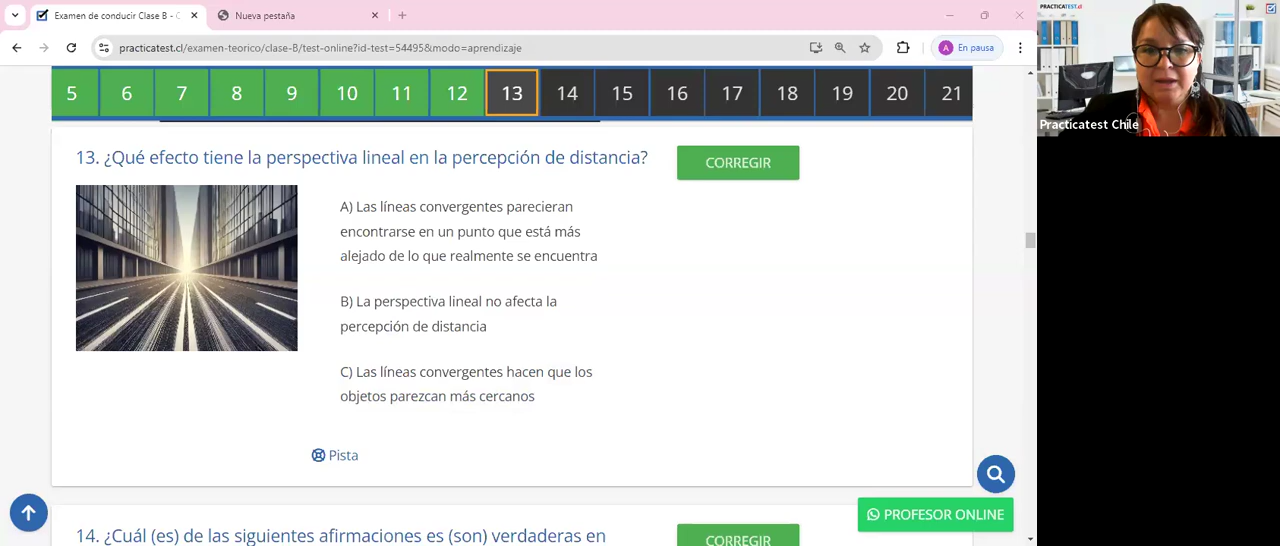 Examen de conducir Clase B - C
Nueva pestaña
practicatest.cl/examen-teorico/clase-B/test-online?id-test=54495&modo=aprendizaje
A En pausa
PRACTICATEST.cl
Practicatest Chile
5 6 7 8 9 10 11 12 13 14 15 16 17 18 19 20 21
13. ¿Qué efecto tiene la perspectiva lineal en la percepción de distancia?
CORREGIR
A) Las líneas convergentes parecieran
encontrarse en un punto que está más
alejado de lo que realmente se encuentra
B) La perspectiva lineal no afecta la
percepción de distancia
C) Las líneas convergentes hacen que los
objetos parezcan más cercanos
Pista
PROFESOR ONLINE
14. ¿Cuál (es) de las siguientes afirmaciones es (son) verdaderas en
CORREGIR